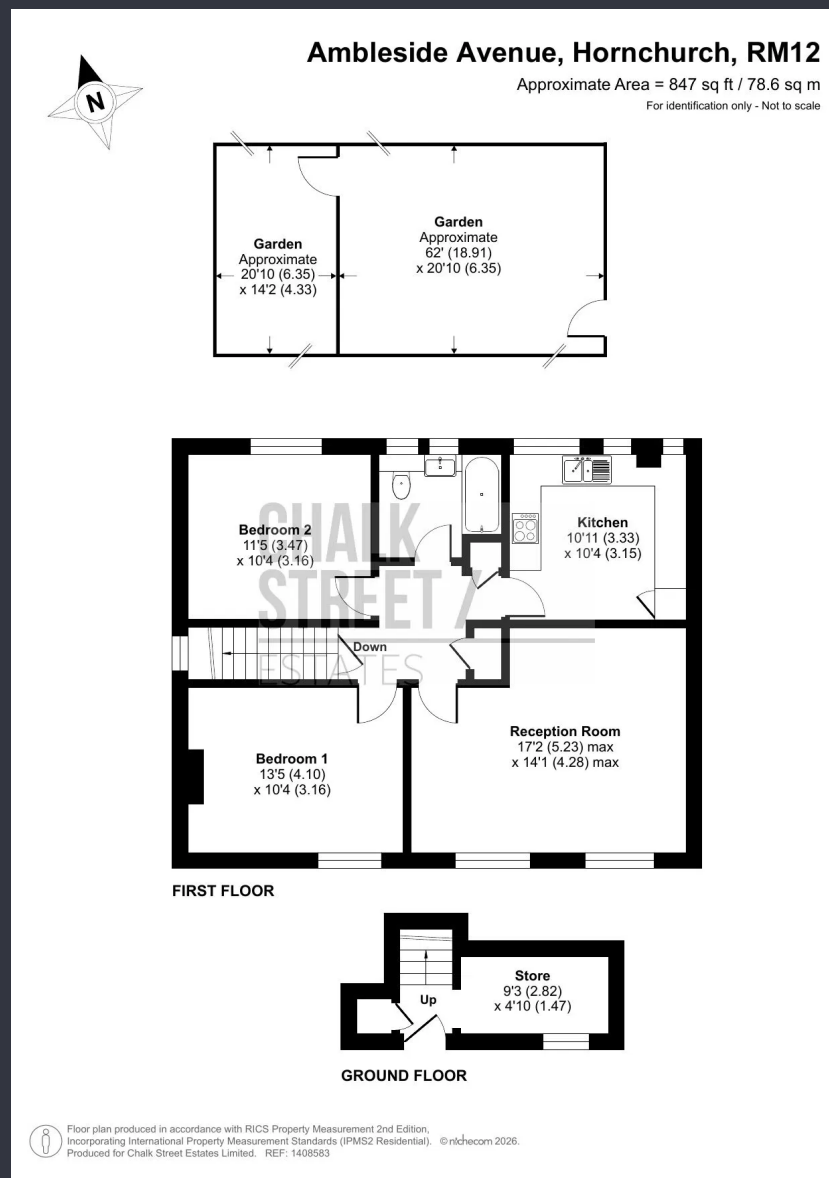 Ambleside Avenue, Hornchurch, RM12
Approximate Area = 847 sq ft / 78.6 sq m
For identification only - Not to scale
N
Garden
Approximate
20'10 (6.35)
x 14'2 (4.33)
Garden
Approximate
62' (18.91)
x 20'10 (6.35)
Bedroom 2
11'5 (3.47)
x 10'4 (3.16)
Kitchen
10'11 (3.33)
x 10'4 (3.15)
CHALK
STREET /
ESTATES
Down
Bedroom 1
13'5 (4.10)
x 10'4 (3.16)
Reception Room
17'2 (5.23) max
x 14'1 (4.28) max
FIRST FLOOR
Store
9'3 (2.82)
x 4'10 (1.47)
Up
GROUND FLOOR
Floor plan produced in accordance with RICS Property Measurement 2nd Edition,
Incorporating International Property Measurement Standards (IPMS2 Residential). ©nichecom 2026.
Produced for Chalk Street Estates Limited. REF: 1408583